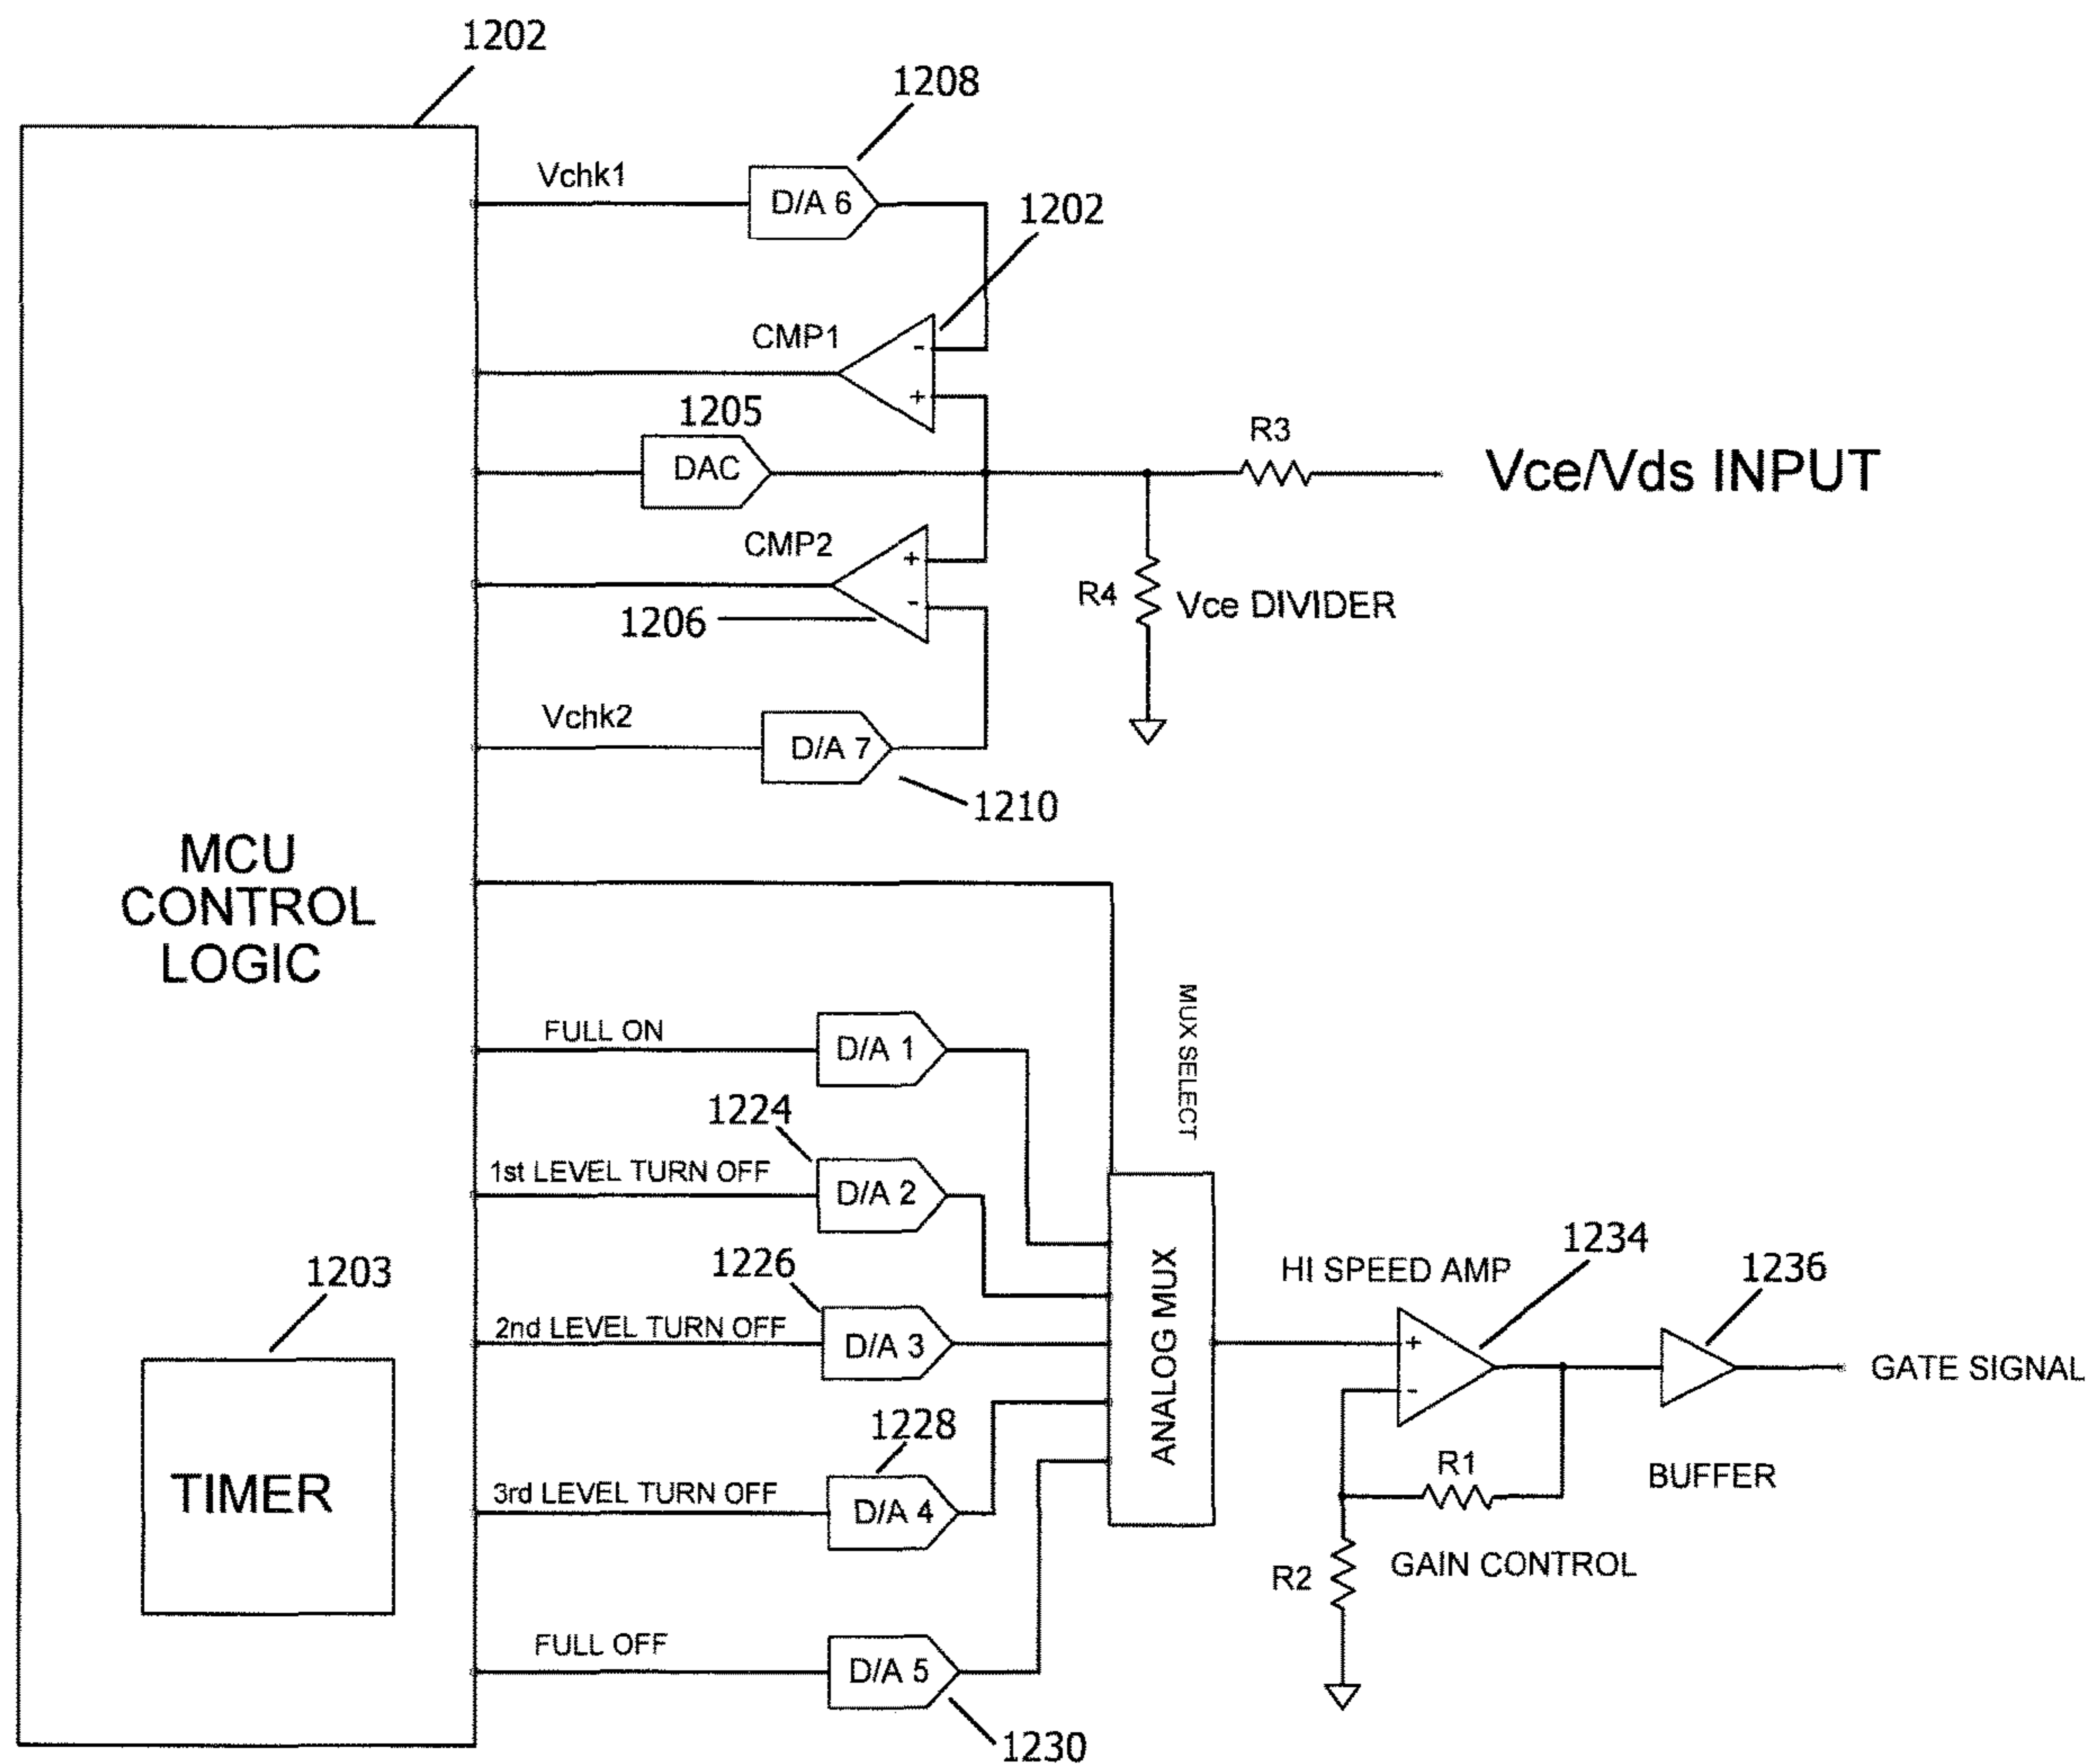 1202
1208
Vchk1
D/A 6
1202
CMP1
-
+
1205
DAC
R3
Vce/Vds INPUT
CMP2
+
-
1206
R4
Vce DIVIDER
Vchk2
D/A 7
1210
MCU
CONTROL
LOGIC
MUX SELECT
FULL ON
D/A 1
1224
1st LEVEL TURN OFF
D/A 2
1226
2nd LEVEL TURN OFF
D/A 3
1228
3rd LEVEL TURN OFF
D/A 4
FULL OFF
D/A 5
1230
1203
TIMER
ANALOG MUX
HI SPEED AMP
1234
1236
+
-
GATE SIGNAL
R1
BUFFER
R2
GAIN CONTROL